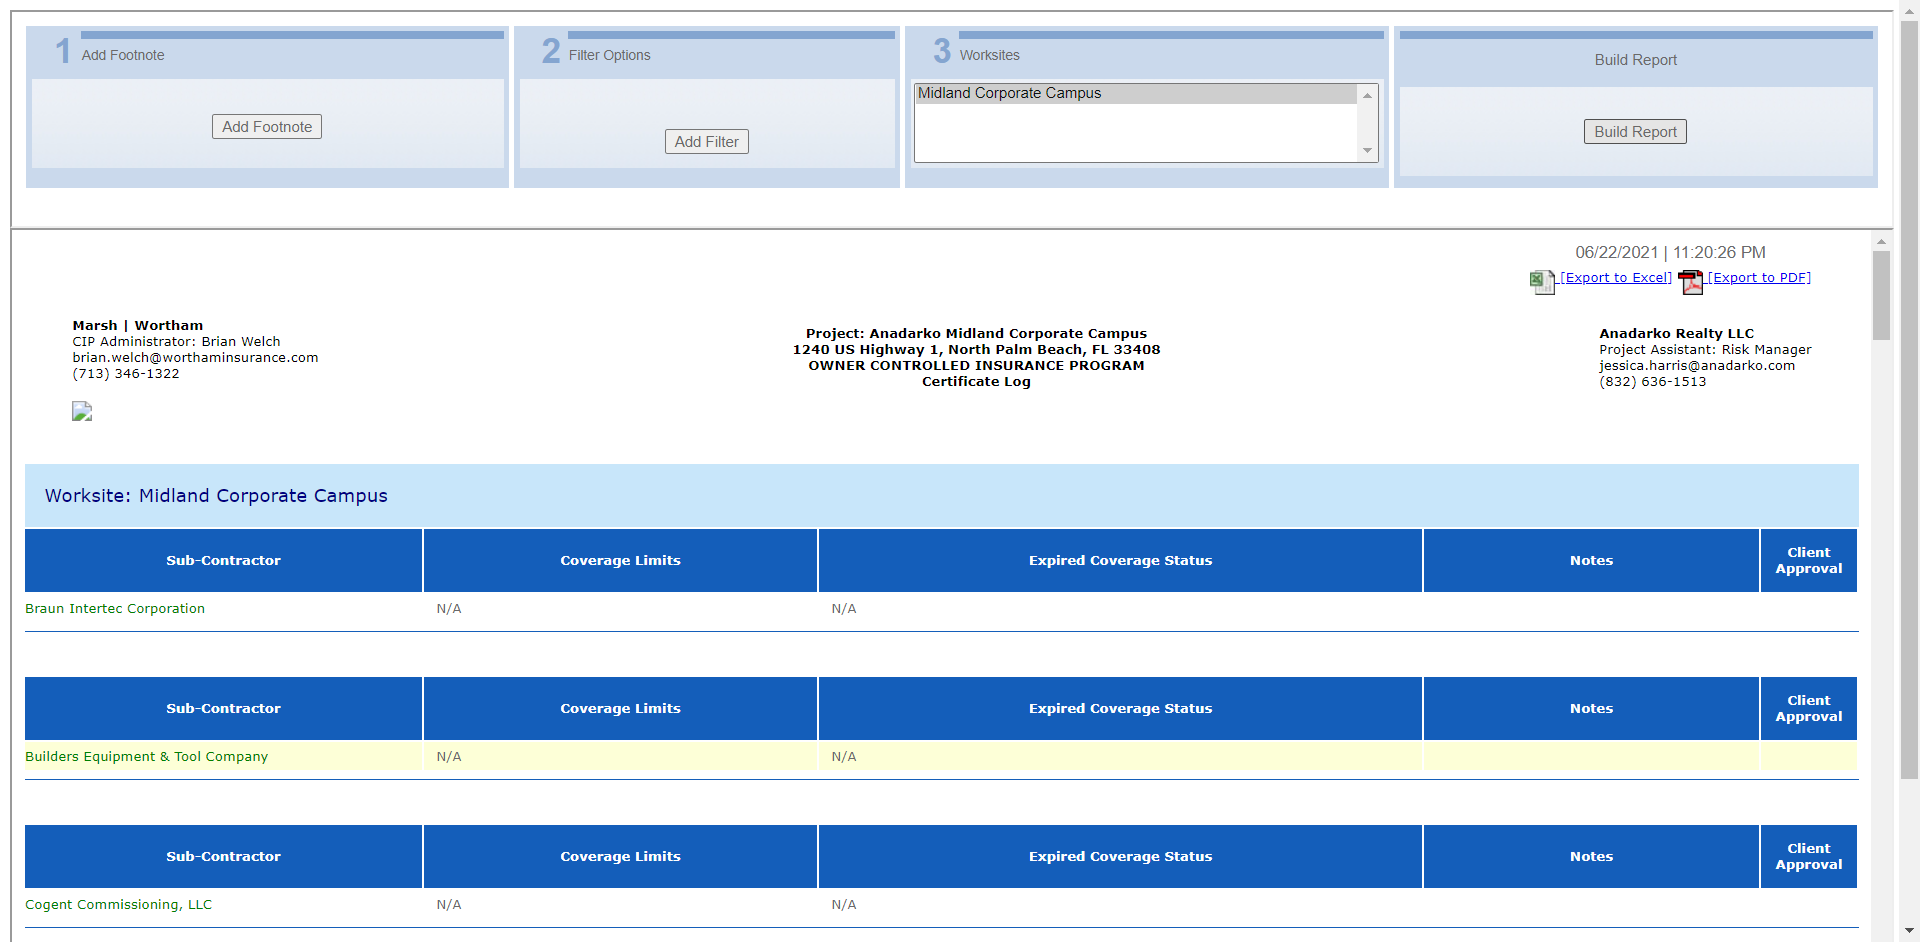 1 Add Footnote
Add Footnote
2 Filter Options
Add Filter
3 Worksites
Midland Corporate Campus
Build Report
Build Report
06/22/2021 | 11:20:26 PM
[Export to Excel] [Export to PDF]
Marsh | Wortham
CIP Administrator: Brian Welch
brian.welch@worthaminsurance.com
(713) 346-1322
Project: Anadarko Midland Corporate Campus
1240 US Highway 1, North Palm Beach, FL 33408
OWNER CONTROLLED INSURANCE PROGRAM
Certificate Log
Anadarko Realty LLC
Project Assistant: Risk Manager
jessica.harris@anadarko.com
(832) 636-1513
Worksite: Midland Corporate Campus
Sub-Contractor Coverage Limits Expired Coverage Status Notes Client Approval
Braun Intertec Corporation N/A N/A
Sub-Contractor Coverage Limits Expired Coverage Status Notes Client Approval
Builders Equipment & Tool Company N/A N/A
Sub-Contractor Coverage Limits Expired Coverage Status Notes Client Approval
Cogent Commissioning, LLC N/A N/A